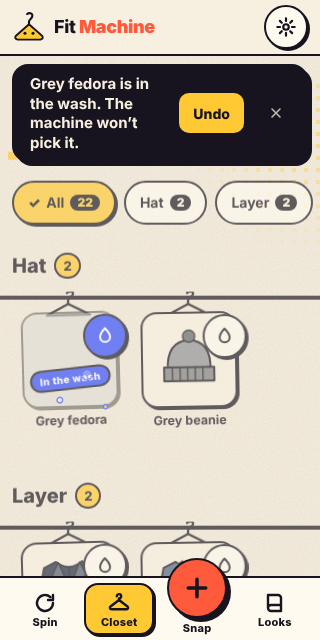 Fit Machine
Grey fedora is in
the wash. The
machine won't
pick it.
Undo
All 22
Hat 2
Layer 2
Hat 2
In the wash
Grey fedora
Grey beanie
Layer 2
Spin
Closet
Snap
Looks